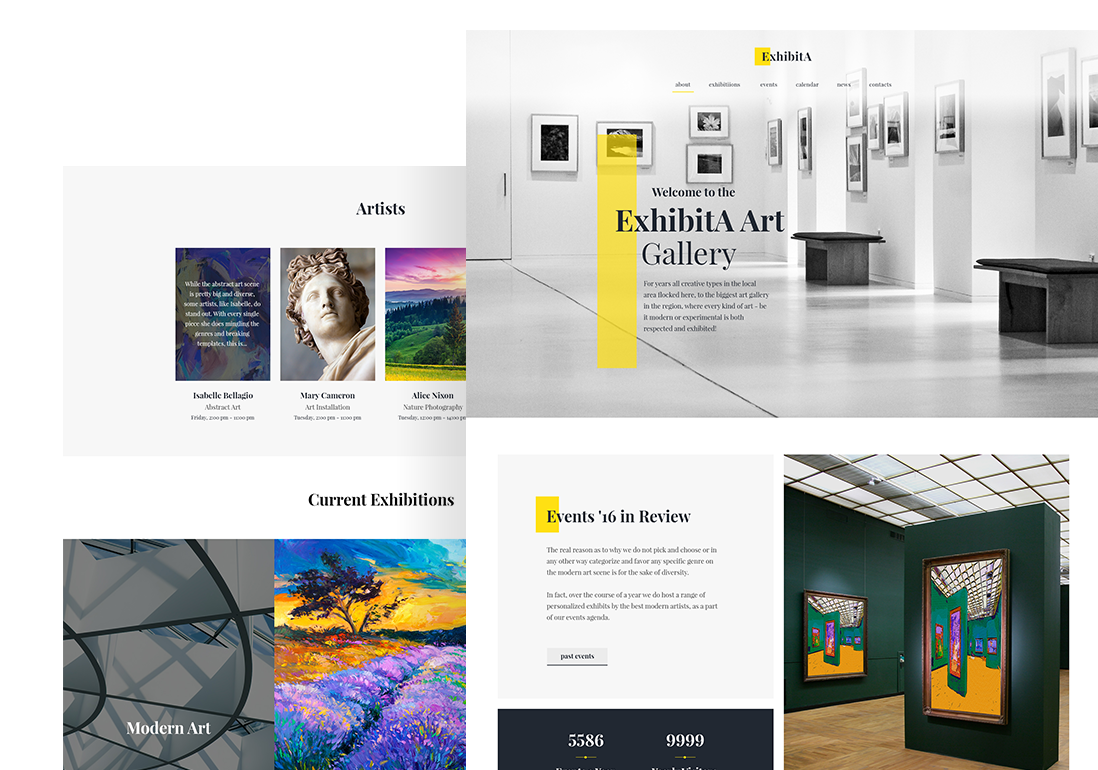 ExhibitA
about exhibitiions events calendar news contacts
Welcome to the
ExhibitA Art
Gallery
For years all creative types in the local
area flocked here, to the biggest art gallery
in the region, where every kind of art - be
it modern or experimental is both
respected and exhibited!
Artists
While the abstract art scene
is pretty big and diverse,
some artists, like Isabelle, do
stand out. With every single
piece she does mingling the
genres and breaking
templates, this is...
Isabelle Bellagio
Abstract Art
Friday, 2:00 pm - 11:00 pm
Mary Cameron
Art Installation
Tuesday, 2:00 pm - 11:00 pm
Alice Nixon
Nature Photography
Tuesday, 12:00 pm - 14:00 pm
Current Exhibitions
Modern Art
Events '16 in Review
The real reason as to why we do not pick and choose or in
any other way categorize and favor any specific genre on
the modern art scene is for the sake of diversity.
In fact, over the course of a year we do host a range of
personalized exhibits by the best modern artists, as a part
of our events agenda.
past events
5586 9999